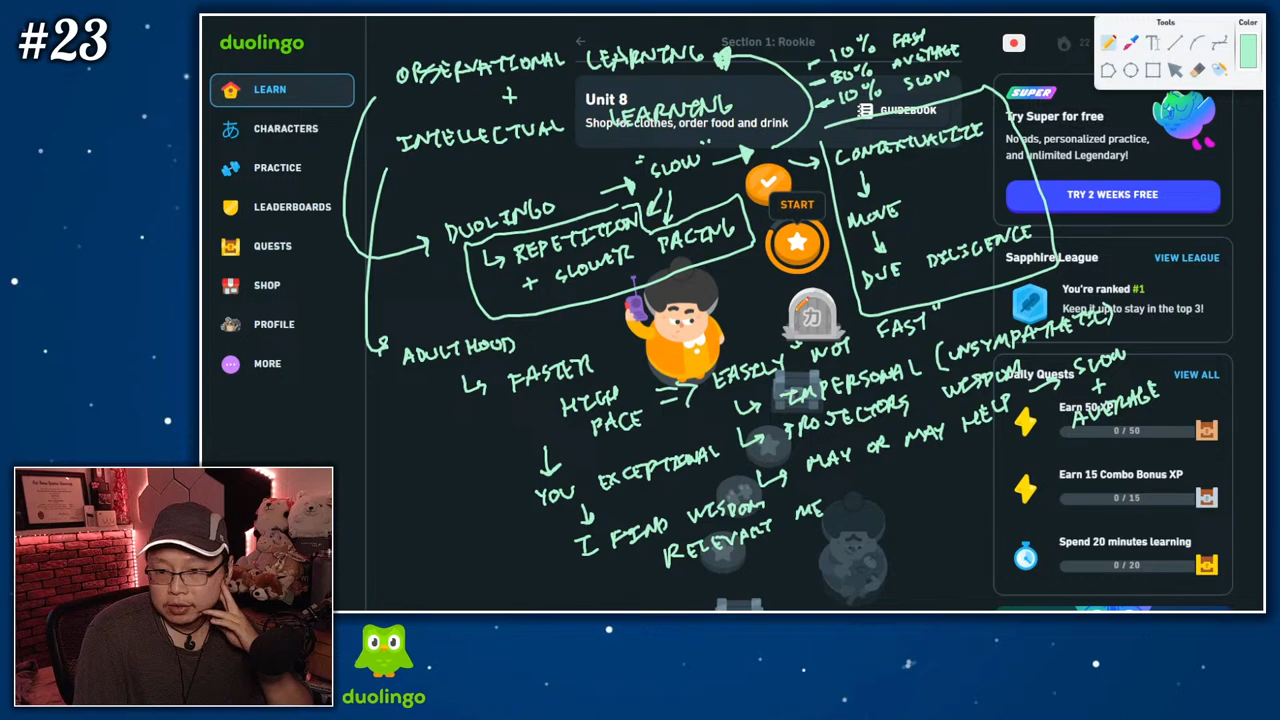 #23
duolingo
LEARN
CHARACTERS
PRACTICE
LEADERBOARDS
QUESTS
SHOP
PROFILE
MORE
Section 1: Rookie
22
Unit 8
Shop for clothes, order food and drink
GUIDEBOOK
START
カ
SUPER
Try Super for free
No ads, personalized practice,
and unlimited Legendary!
TRY 2 WEEKS FREE
Sapphire League
VIEW LEAGUE
You're ranked #1
Keep it up to stay in the top 3!
Daily Quests
VIEW ALL
Earn 50 XP
0 / 50
Earn 15 Combo Bonus XP
0 / 15
Spend 20 minutes learning
0 / 20
Tools
Color
OBSERVATIONAL LEARNING
+
INTELLECTUAL LEARNING
10% FAST
80% AVERAGE
10% SLOW
"SLOW"
DUOLINGO
REPETITION
+ SLOWER PACING
CONTEXTUALIZE
MOVE
DUE DILIGENCE
ADULTHOOD
FASTER
HIGH
PACE
EASILY "NOT FAST"
IMPERSONAL (UNSYMPATHETIC)
PROJECTORS WISDOM
MAY OR MAY HELP
SLOW
+
AVERAGE
YOU EXCEPTIONAL
I FIND WISDOM
RELEVANT ME
duolingo